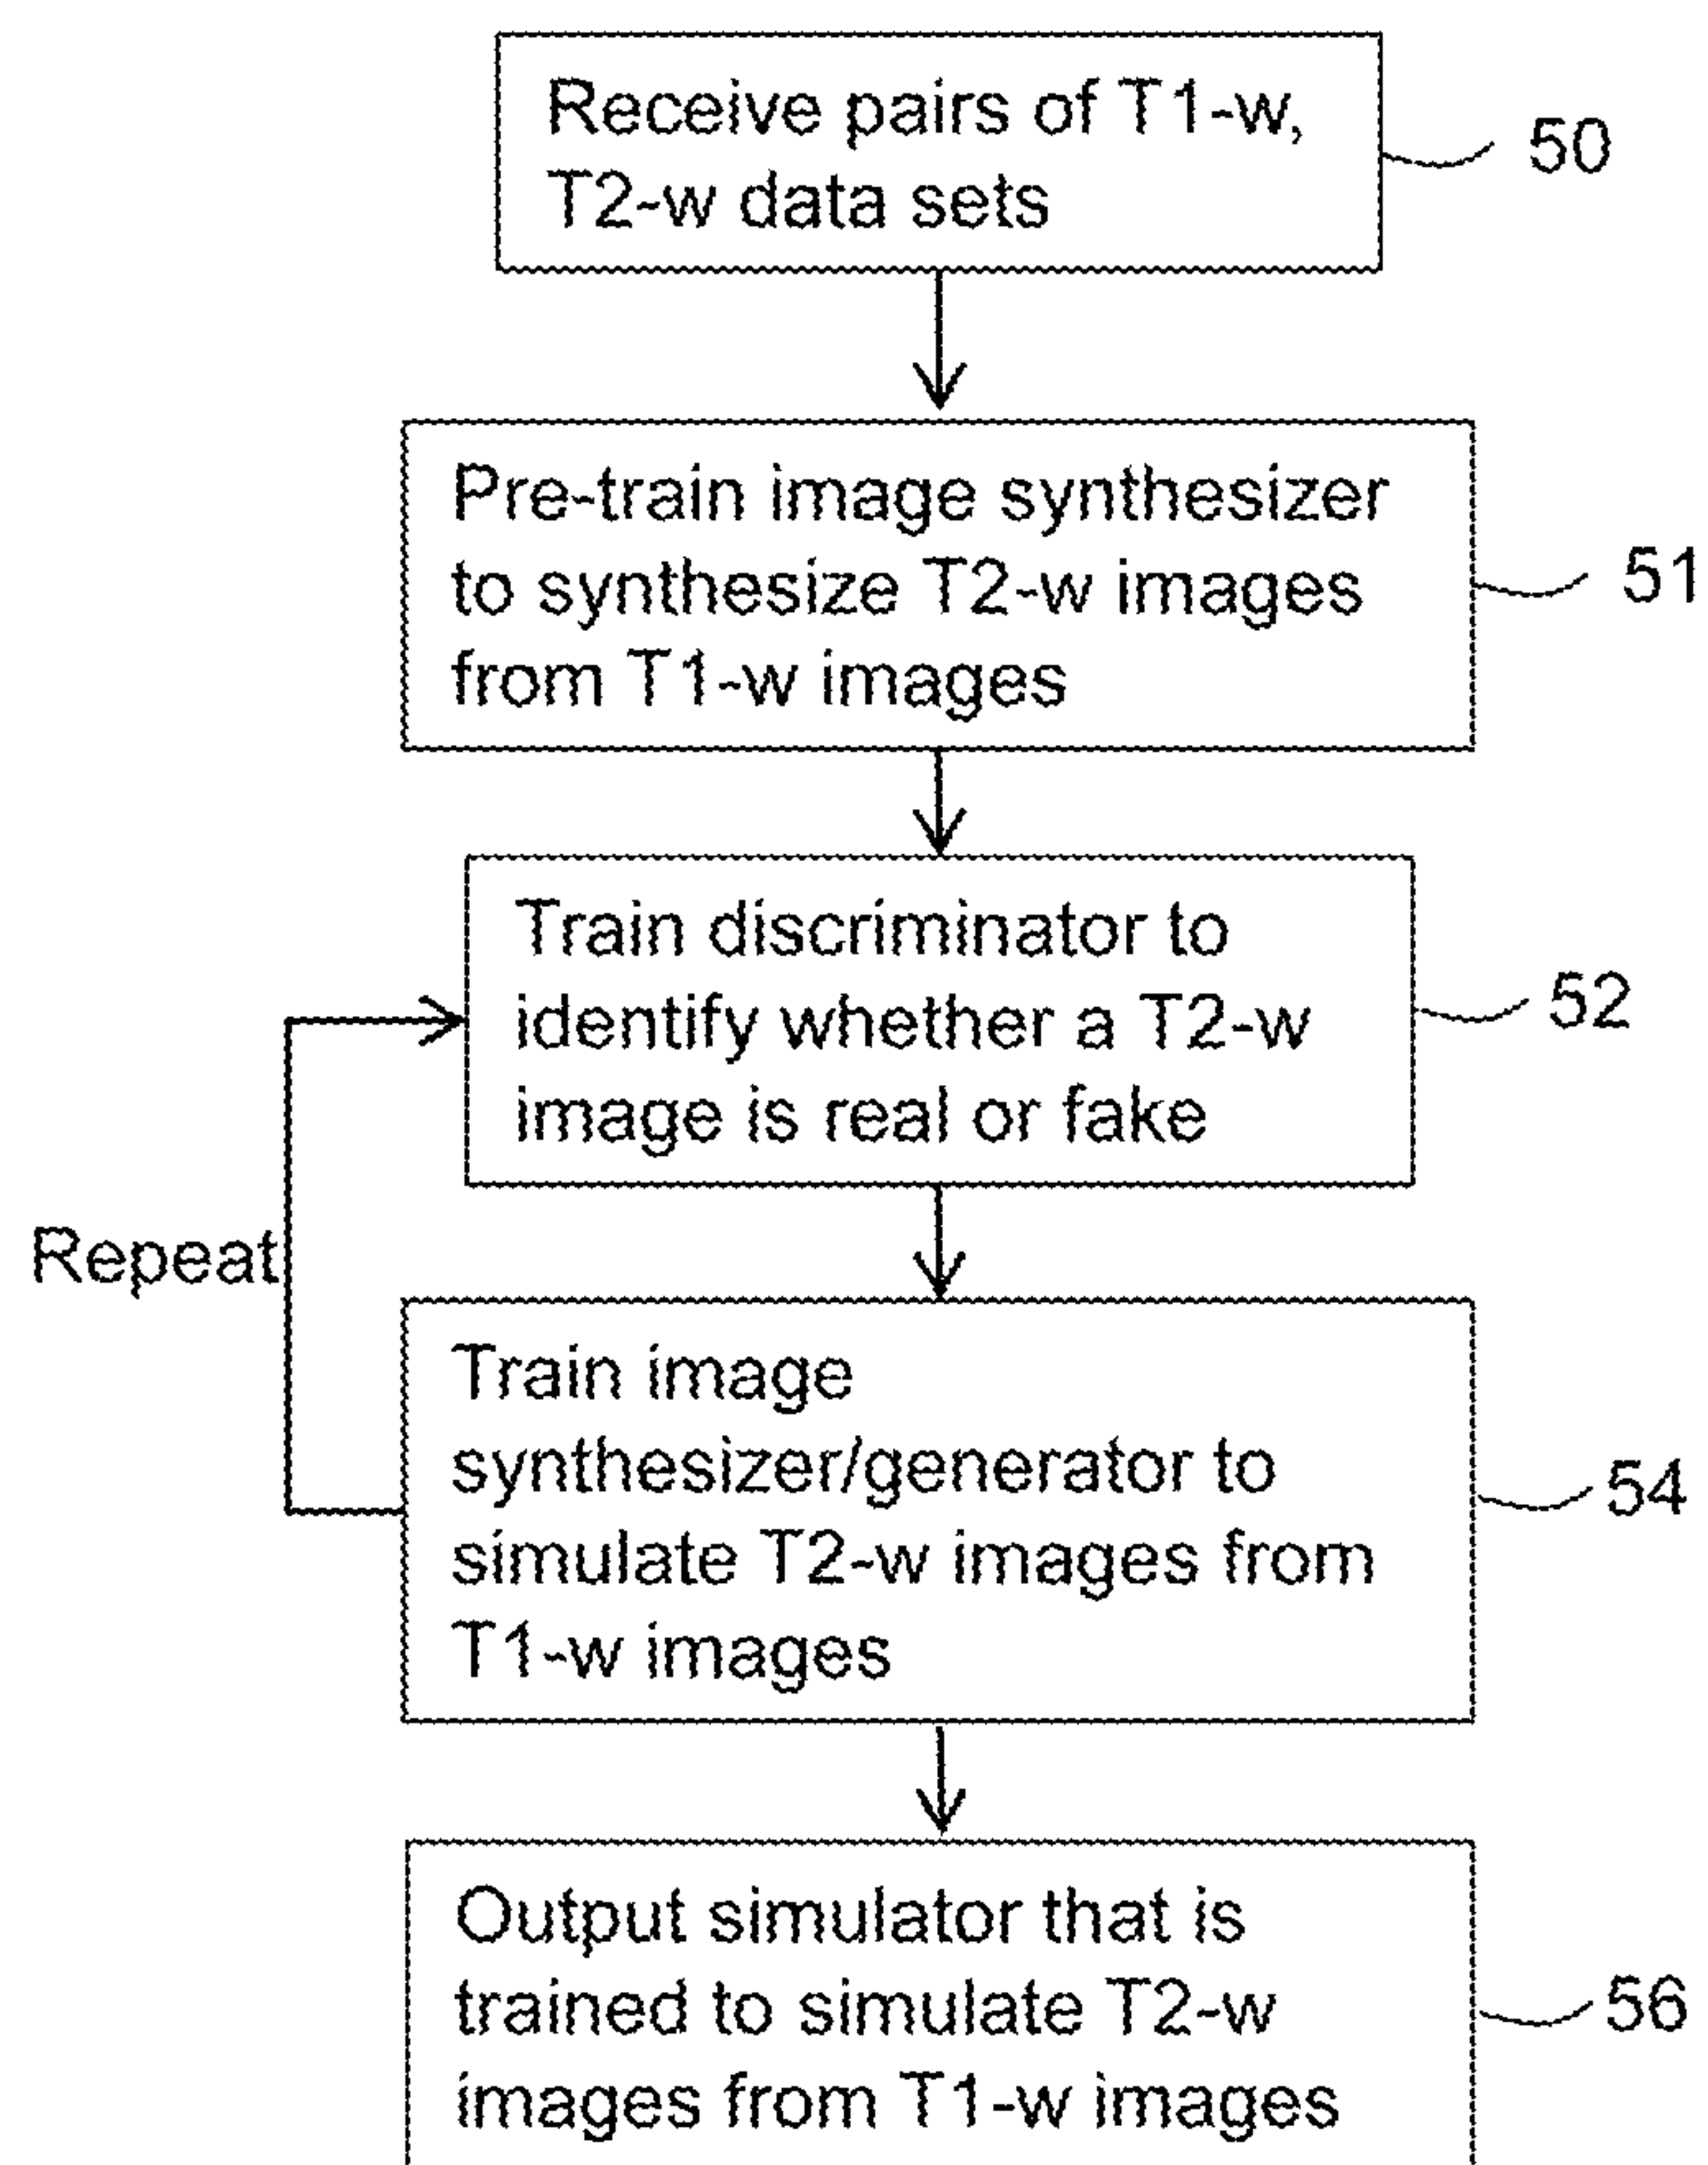 Receive pairs of T1-w,
T2-w data sets
50
Pre-train image synthesizer
to synthesize T2-w images
from T1-w images
51
Train discriminator to
identify whether a T2-w
image is real or fake
52
Repeat
Train image
synthesizer/generator to
simulate T2-w images from
T1-w images
54
Output simulator that is
trained to simulate T2-w
images from T1-w images
56